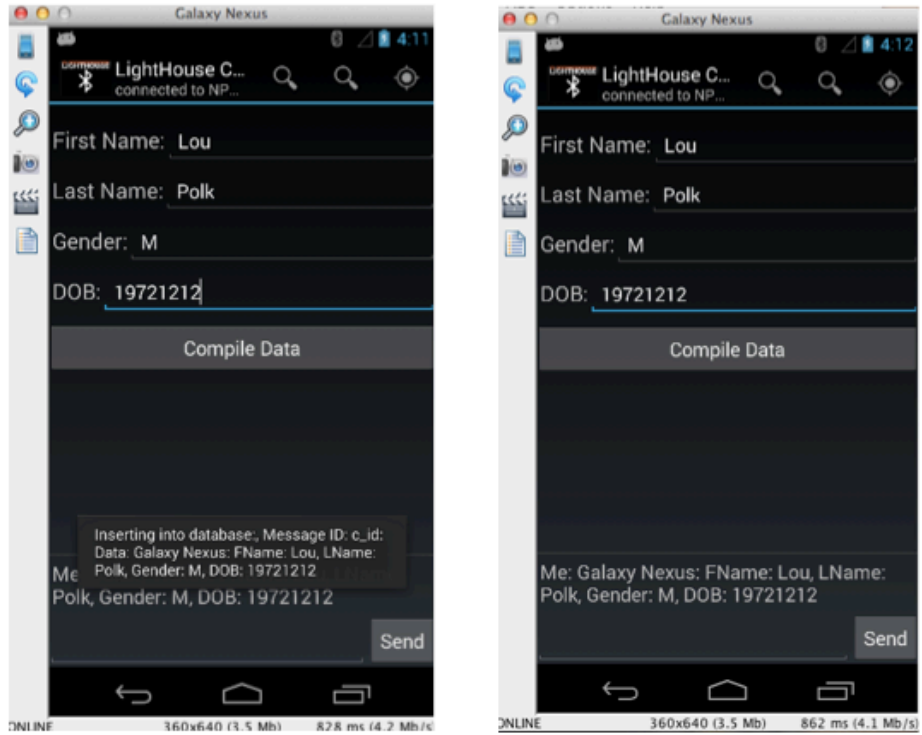 Galaxy Nexus
4:11
LIGHTHOUSE
LightHouse C...
connected to NP...
First Name: Lou
Last Name: Polk
Gender: M
DOB: 19721212
Compile Data
Inserting into database:, Message ID: c_id:
Data: Galaxy Nexus: FName: Lou, LName:
Polk, Gender: M, DOB: 19721212
Me
Polk, Gender: M, DOB: 19721212
Send
ONLINE 360x640 (3.5 Mb) 828 ms (4.2 Mb/s
Galaxy Nexus
4:12
LIGHTHOUSE
LightHouse C...
connected to NP...
First Name: Lou
Last Name: Polk
Gender: M
DOB: 19721212
Compile Data
Me: Galaxy Nexus: FName: Lou, LName:
Polk, Gender: M, DOB: 19721212
Send
ONLINE 360x640 (3.5 Mb) 862 ms (4.1 Mb/s)